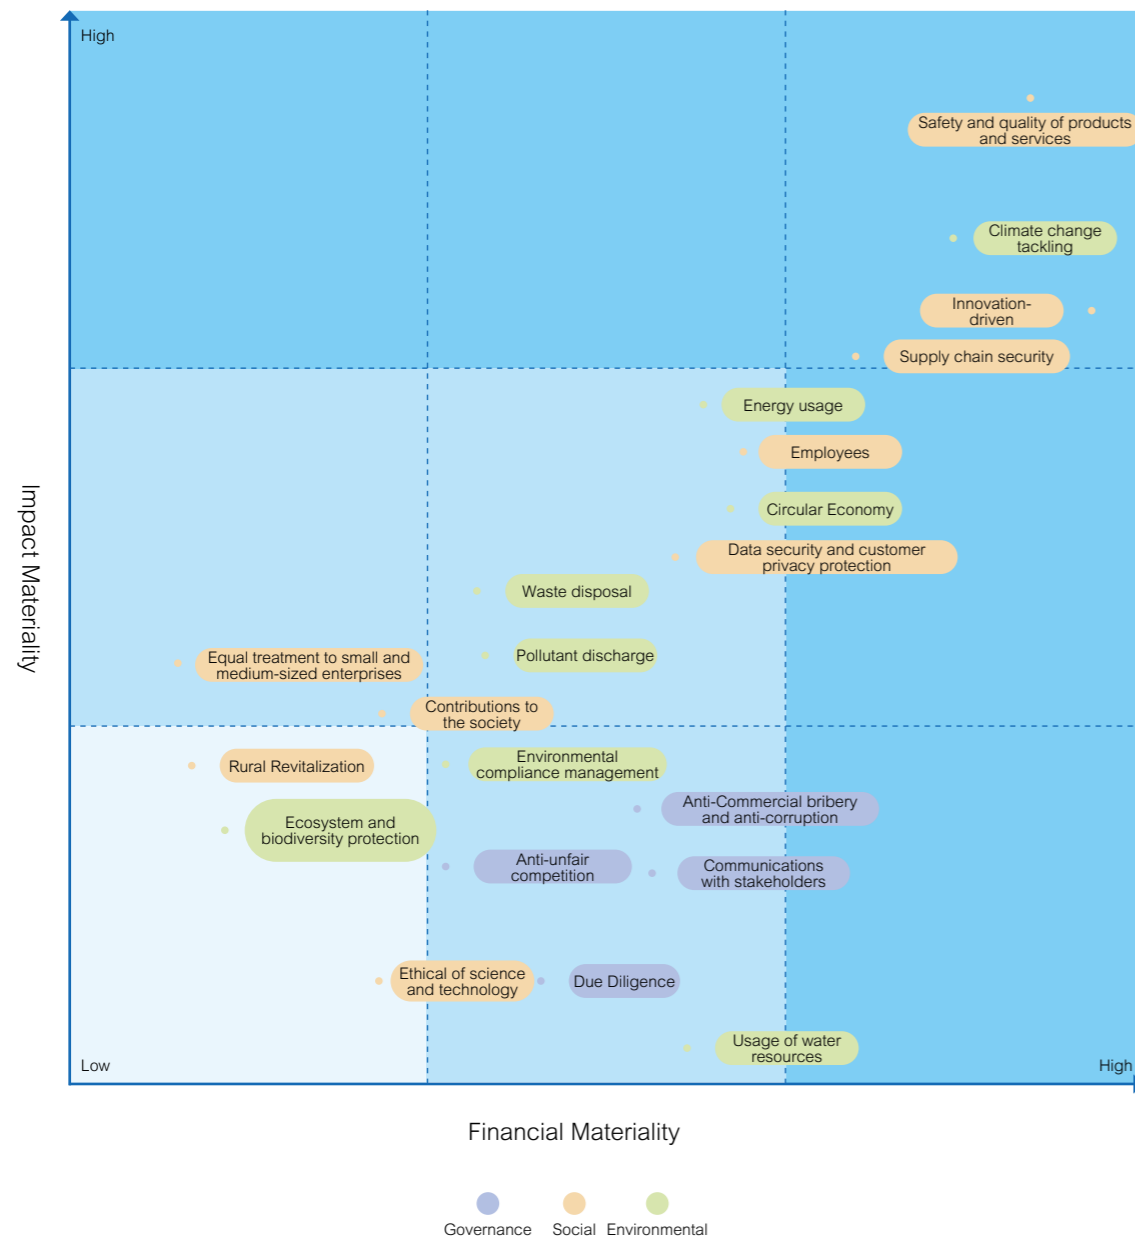 High
Safety and quality of products
and services
Climate change
tackling
Innovation-
driven
Supply chain security
Energy usage
Employees
Circular Economy
Data security and customer
privacy protection
Waste disposal
Pollutant discharge
Equal treatment to small and
medium-sized enterprises
Contributions to
the society
Impact Materiality
Rural Revitalization
Environmental
compliance management
Anti-Commercial bribery
and anti-corruption
Ecosystem and
biodiversity protection
Anti-unfair
competition
Communications
with stakeholders
Ethical of science
and technology
Due Diligence
Usage of water
resources
Low
High
Financial Materiality
Governance
Social
Environmental